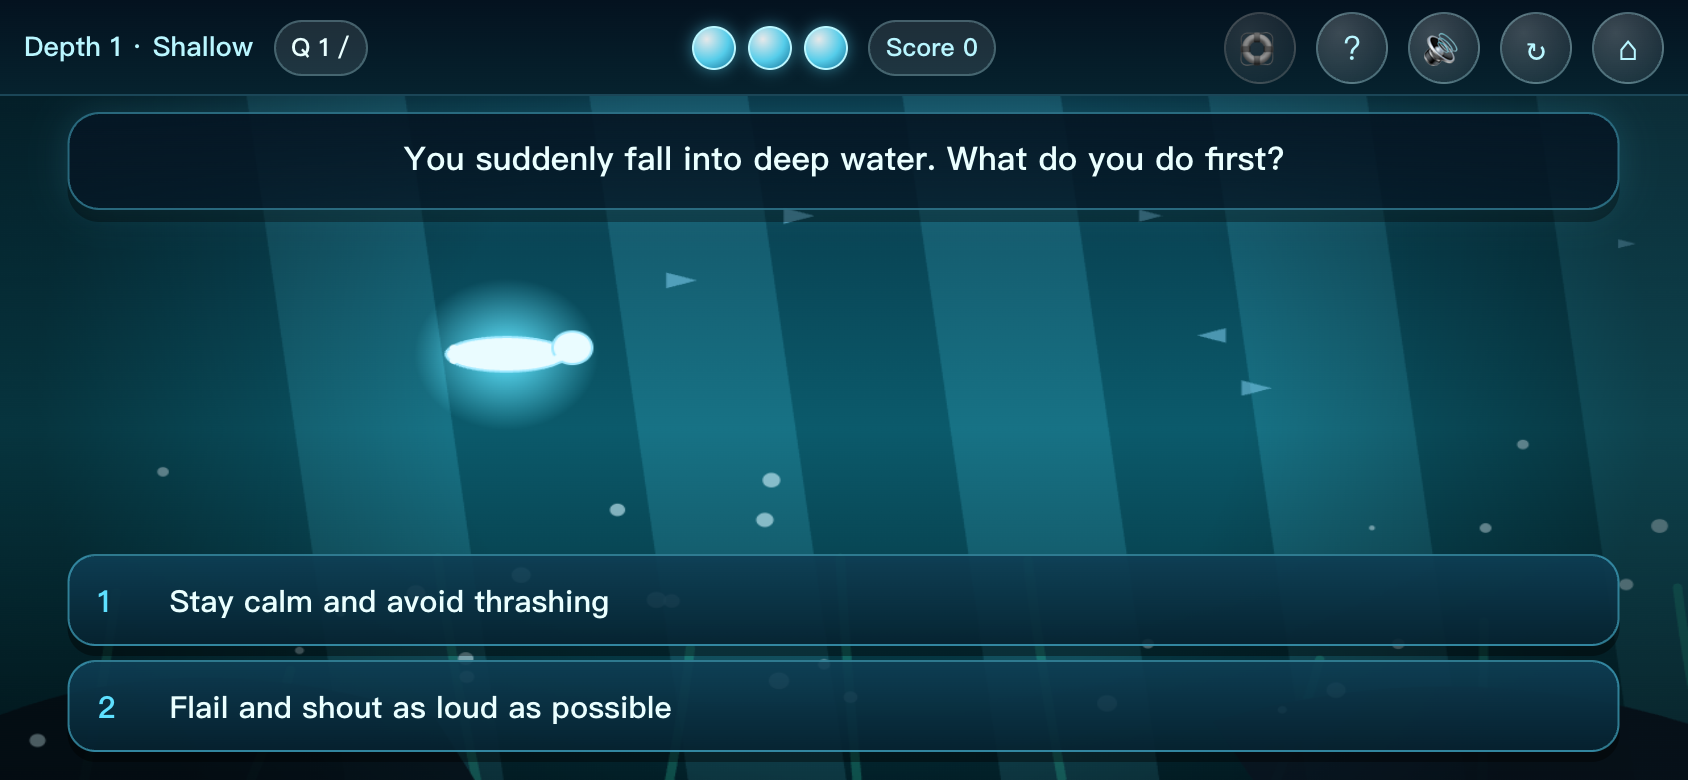 Depth 1 · Shallow
Q 1 /
Score 0
?
You suddenly fall into deep water. What do you do first?
1 Stay calm and avoid thrashing
2 Flail and shout as loud as possible